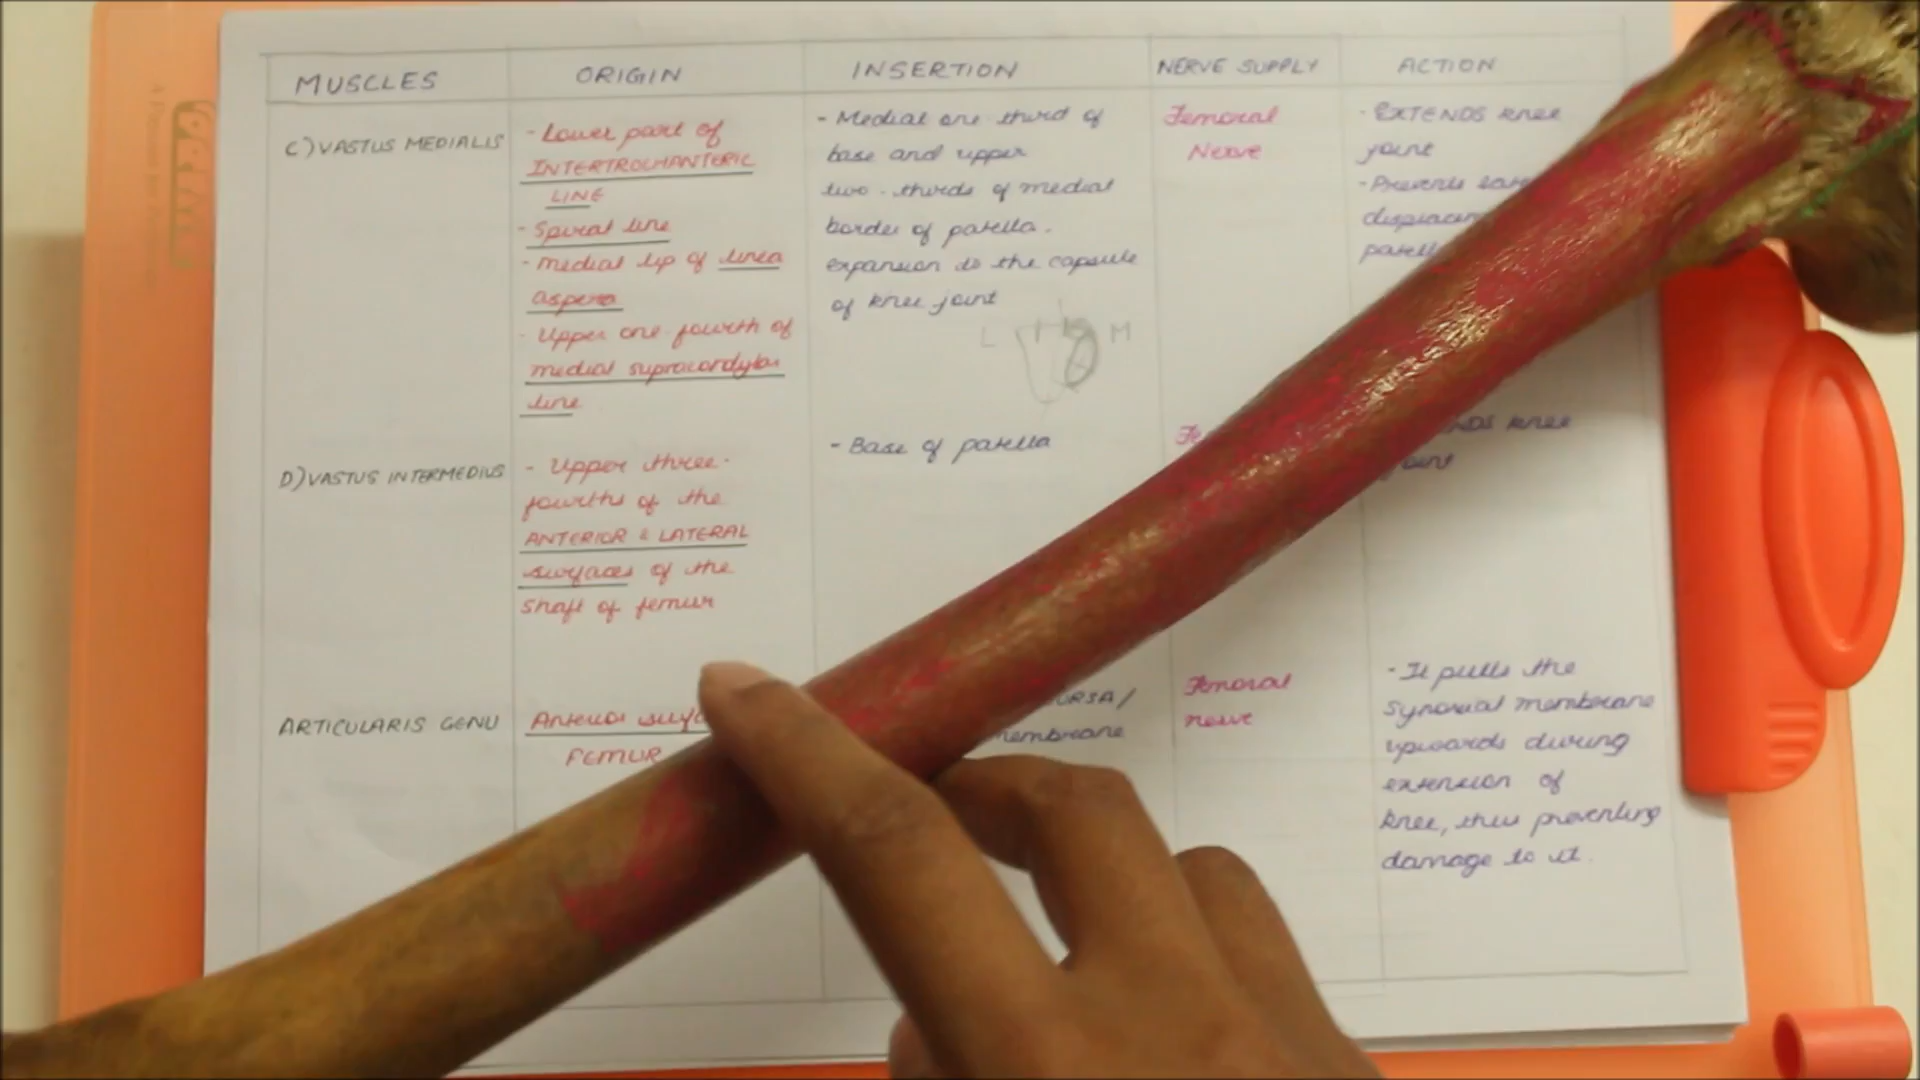 MUSCLES
ORIGIN
INSERTION
NERVE SUPPLY
ACTION
C) VASTUS MEDIALIS
- Lower part of
INTERTROCHANTERIC
LINE
- Spiral line
- medial lip of linea
aspera
- Upper one fourth of
medial supracondylar
line
- Medial one third of
base and upper
two-thirds of medial
border of patella.
expansion to the capsule
of knee joint
L M
Femoral
Nerve
- EXTENDS knee
joint
- Prevents
D) VASTUS INTERMEDIUS
- Upper three-
fourths of the
ANTERIOR & LATERAL
surfaces of the
shaft of femur
- Base of patella
knee
ARTICULARIS GENU
Anterior
FEMUR
URSA/
membrane
Femoral
nerve
- It pulls the
synovial membrane
upwards during
extension of
knee, thus preventing
damage to it.